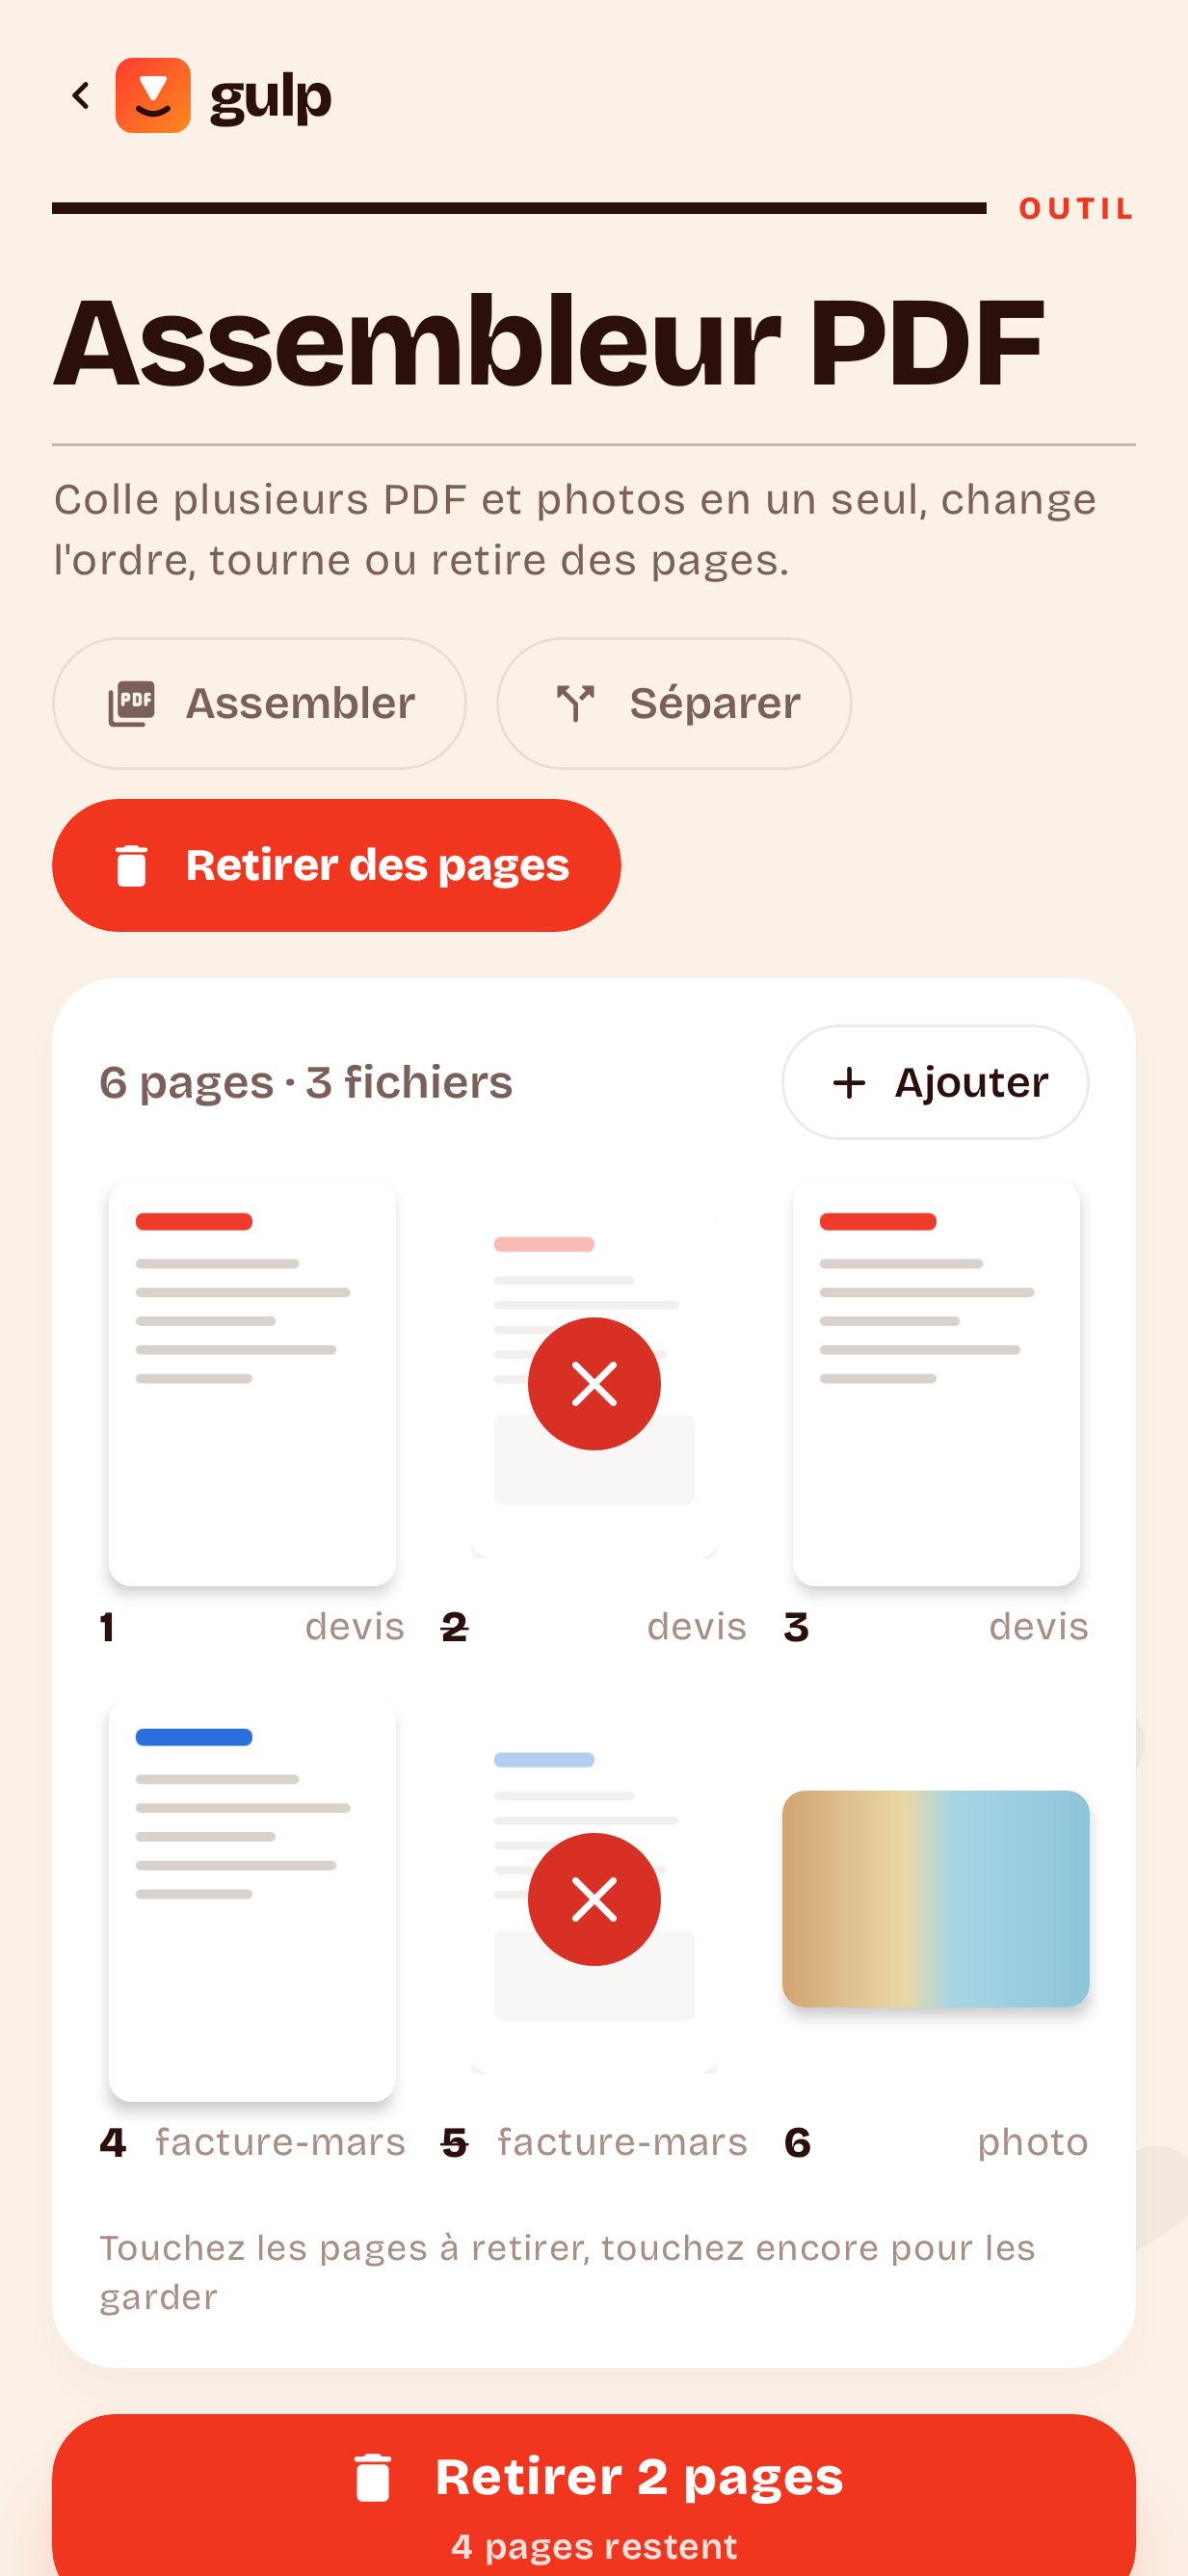 gulp
OUTIL
Assembleur PDF
Colle plusieurs PDF et photos en un seul, change
l'ordre, tourne ou retire des pages.
PDF Assembler
Séparer
Retirer des pages
6 pages · 3 fichiers
Ajouter
1 devis
2 devis
3 devis
4 facture-mars
5 facture-mars
6 photo
Touchez les pages à retirer, touchez encore pour les
garder
Retirer 2 pages
4 pages restent